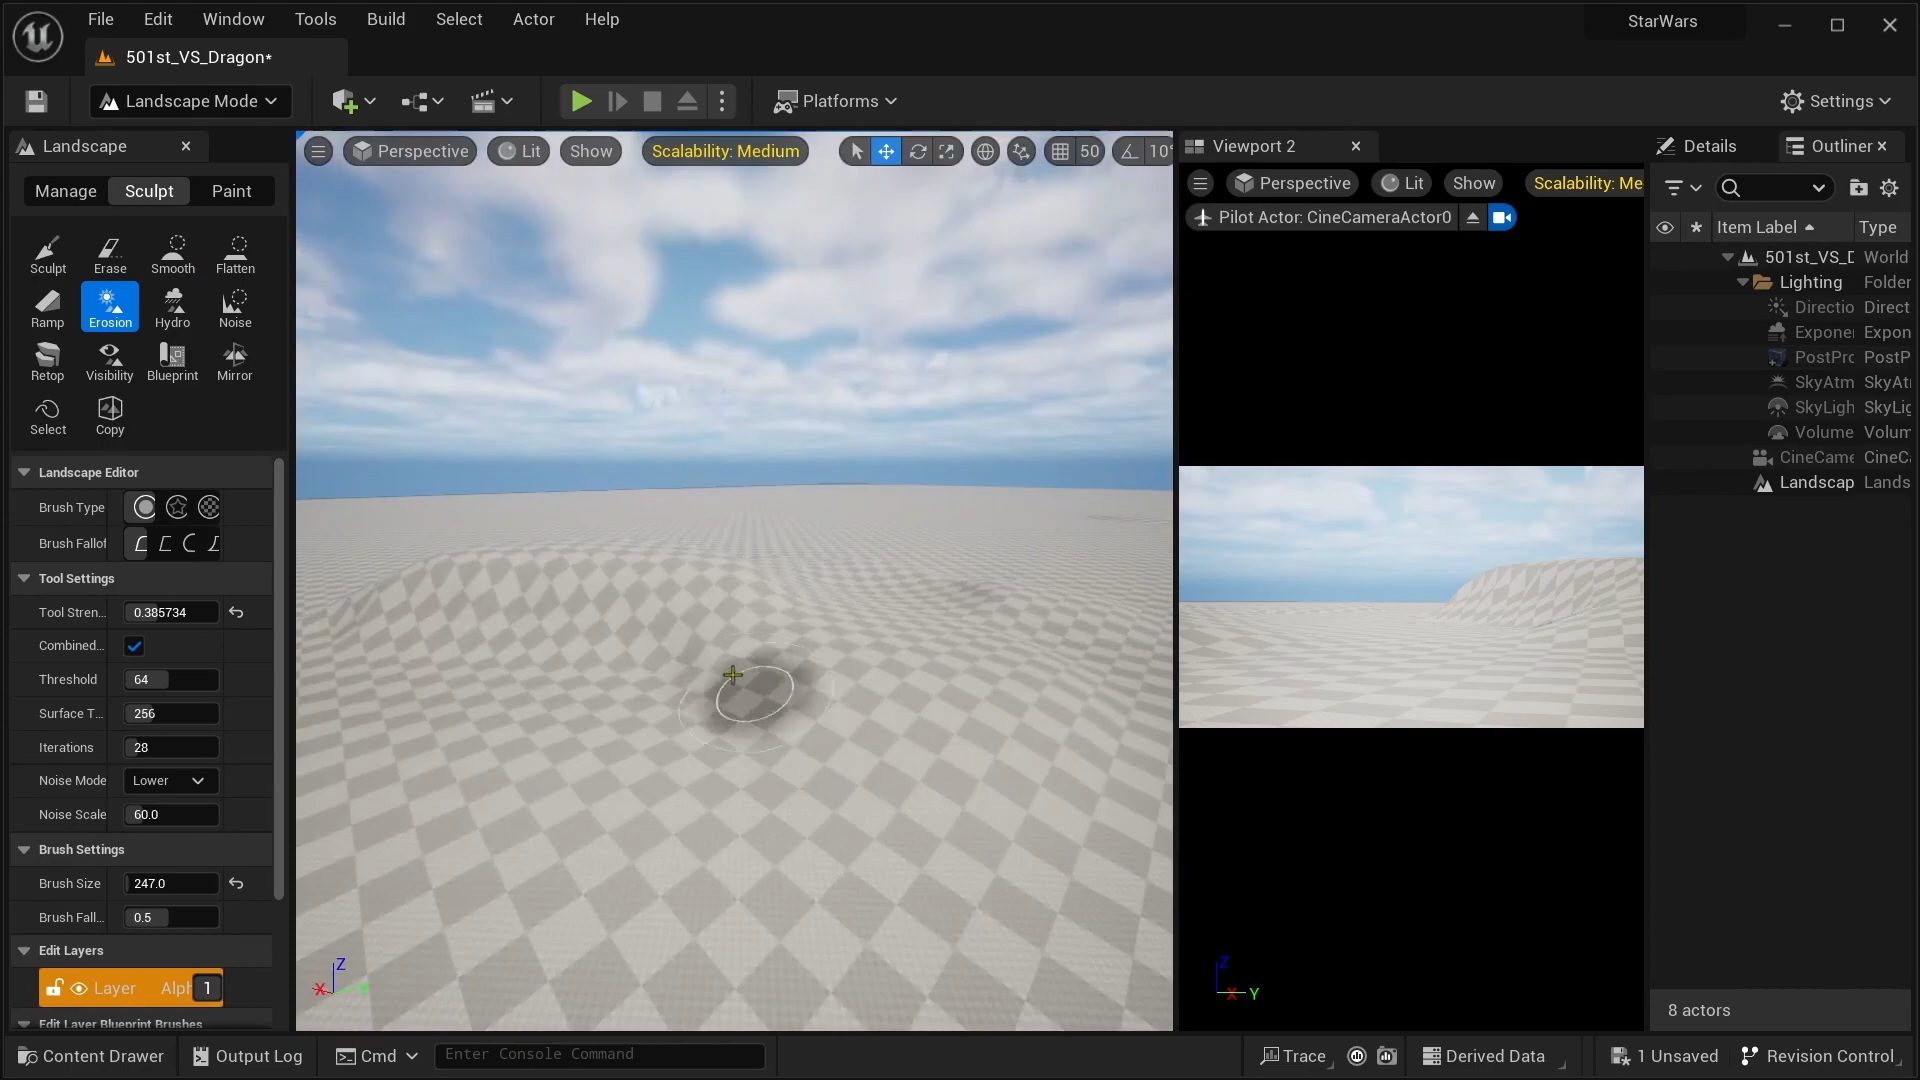 File Edit Window Tools Build Select Actor Help
StarWars
501st_VS_Dragon*
Landscape Mode
Platforms
Settings
Landscape
Perspective Lit Show Scalability: Medium 50 10°
Viewport 2
Details Outliner
Manage Sculpt Paint
Perspective Lit Show Scalability: Me
Pilot Actor: CineCameraActor0
Item Label Type
Sculpt Erase Smooth Flatten
Ramp Erosion Hydro Noise
Retop Visibility Blueprint Mirror
Select Copy
501st_VS_D World
Lighting Folder
Directio Direct
Exponer Expon
PostPro PostP
SkyAtm SkyAt
SkyLigh SkyLig
Volume Volum
CineCame CineCa
Landscap Lands
Landscape Editor
Brush Type
Brush Fallof
Tool Settings
Tool Stren... 0.385734
Combined...
Threshold 64
Surface T... 256
Iterations 28
Noise Mode Lower
Noise Scale 60.0
Brush Settings
Brush Size 247.0
Brush Fall... 0.5
Edit Layers
Layer Alph 1
Edit Layer Blueprint Brushes
Z
X Y
Z
X Y
8 actors
Content Drawer Output Log Cmd Enter Console Command Trace Derived Data 1 Unsaved Revision Control